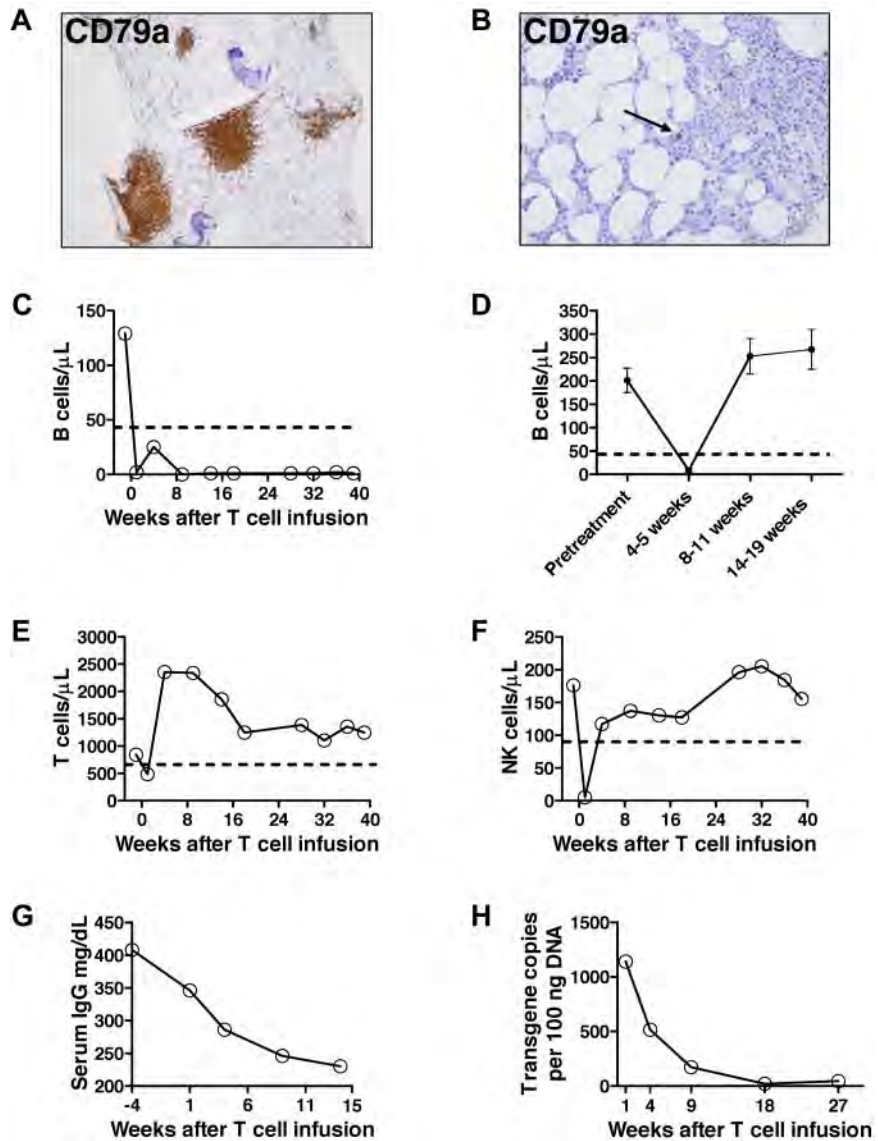 A
CD79a
B
CD79a
C
B cells/μL
150
100
50
0
0 8 16 24 32 40
Weeks after T cell infusion
D
B cells/μL
350
300
250
200
150
100
50
0
Pretreatment
4-5 weeks
8-11 weeks
14-19 weeks
E
T cells/μL
3000
2500
2000
1500
1000
500
0
0 8 16 24 32 40
Weeks after T cell infusion
F
NK cells/μL
250
200
150
100
50
0
0 8 16 24 32 40
Weeks after T cell infusion
G
Serum IgG mg/dL
450
400
350
300
250
200
-4 1 6 11 15
Weeks after T cell infusion
H
Transgene copies
per 100 ng DNA
1500
1000
500
0
1 4 9 18 27
Weeks after T cell infusion